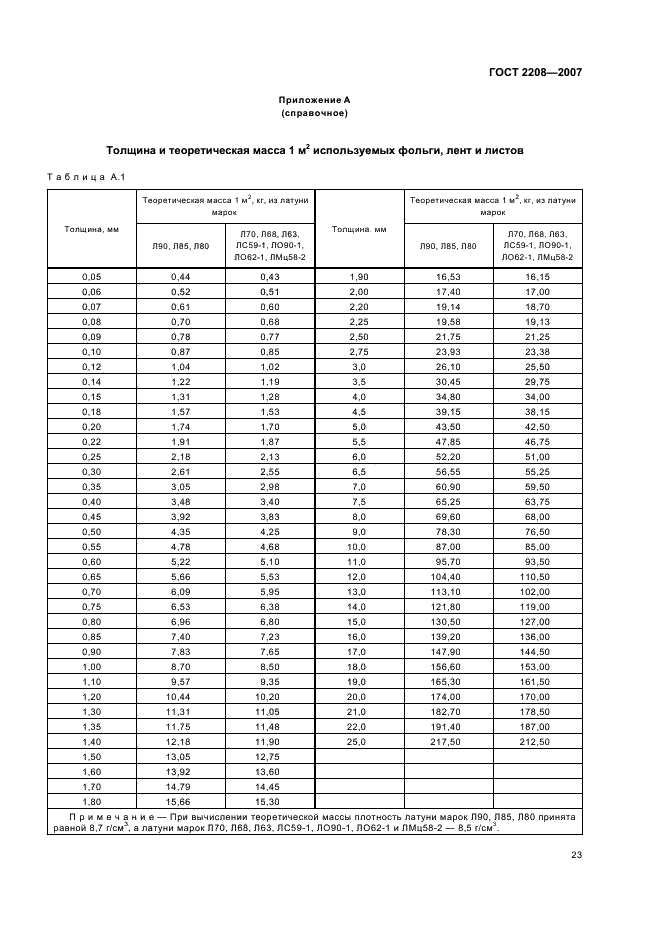 ГОСТ 2208—2007
Приложение А
(справочное)
Толщина и теоретическая масса 1 м² используемых фольги, лент и листов
Таблица А.1
Толщина, мм
Теоретическая масса 1 м², кг, из латуни
марок
Л90, Л85, Л80
Л70, Л68, Л63,
ЛС59-1, ЛО90-1,
ЛО62-1, ЛМц58-2
Толщина. мм
Теоретическая масса 1 м², кг, из латуни
марок
Л90, Л85, Л80
Л70, Л68, Л63,
ЛС59-1, ЛО90-1,
ЛО62-1, ЛМц58-2
0,05 0,44 0,43 1,90 16,53 16,15
0,06 0,52 0,51 2,00 17,40 17,00
0,07 0,61 0,60 2,20 19,14 18,70
0,08 0,70 0,68 2,25 19,58 19,13
0,09 0,78 0,77 2,50 21,75 21,25
0,10 0,87 0,85 2,75 23,93 23,38
0,12 1,04 1,02 3,0 26,10 25,50
0,14 1,22 1,19 3,5 30,45 29,75
0,15 1,31 1,28 4,0 34,80 34,00
0,18 1,57 1,53 4,5 39,15 38,15
0,20 1,74 1,70 5,0 43,50 42,50
0,22 1,91 1,87 5,5 47,85 46,75
0,25 2,18 2,13 6,0 52,20 51,00
0,30 2,61 2,55 6,5 56,55 55,25
0,35 3,05 2,98 7,0 60,90 59,50
0,40 3,48 3,40 7,5 65,25 63,75
0,45 3,92 3,83 8,0 69,60 68,00
0,50 4,35 4,25 9,0 78,30 76,50
0,55 4,78 4,68 10,0 87,00 85,00
0,60 5,22 5,10 11,0 95,70 93,50
0,65 5,66 5,53 12,0 104,40 110,50
0,70 6,09 5,95 13,0 113,10 102,00
0,75 6,53 6,38 14,0 121,80 119,00
0,80 6,96 6,80 15,0 130,50 127,00
0,85 7,40 7,23 16,0 139,20 136,00
0,90 7,83 7,65 17,0 147,90 144,50
1,00 8,70 8,50 18,0 156,60 153,00
1,10 9,57 9,35 19,0 165,30 161,50
1,20 10,44 10,20 20,0 174,00 170,00
1,30 11,31 11,05 21,0 182,70 178,50
1,35 11,75 11,48 22,0 191,40 187,00
1,40 12,18 11,90 25,0 217,50 212,50
1,50 13,05 12,75
1,60 13,92 13,60
1,70 14,79 14,45
1,80 15,66 15,30
Примечание — При вычислении теоретической массы плотность латуни марок Л90, Л85, Л80 принята
равной 8,7 г/см³, а латуни марок Л70, Л68, Л63, ЛС59-1, ЛО90-1, ЛО62-1 и ЛМц58-2 — 8,5 г/см³.
23